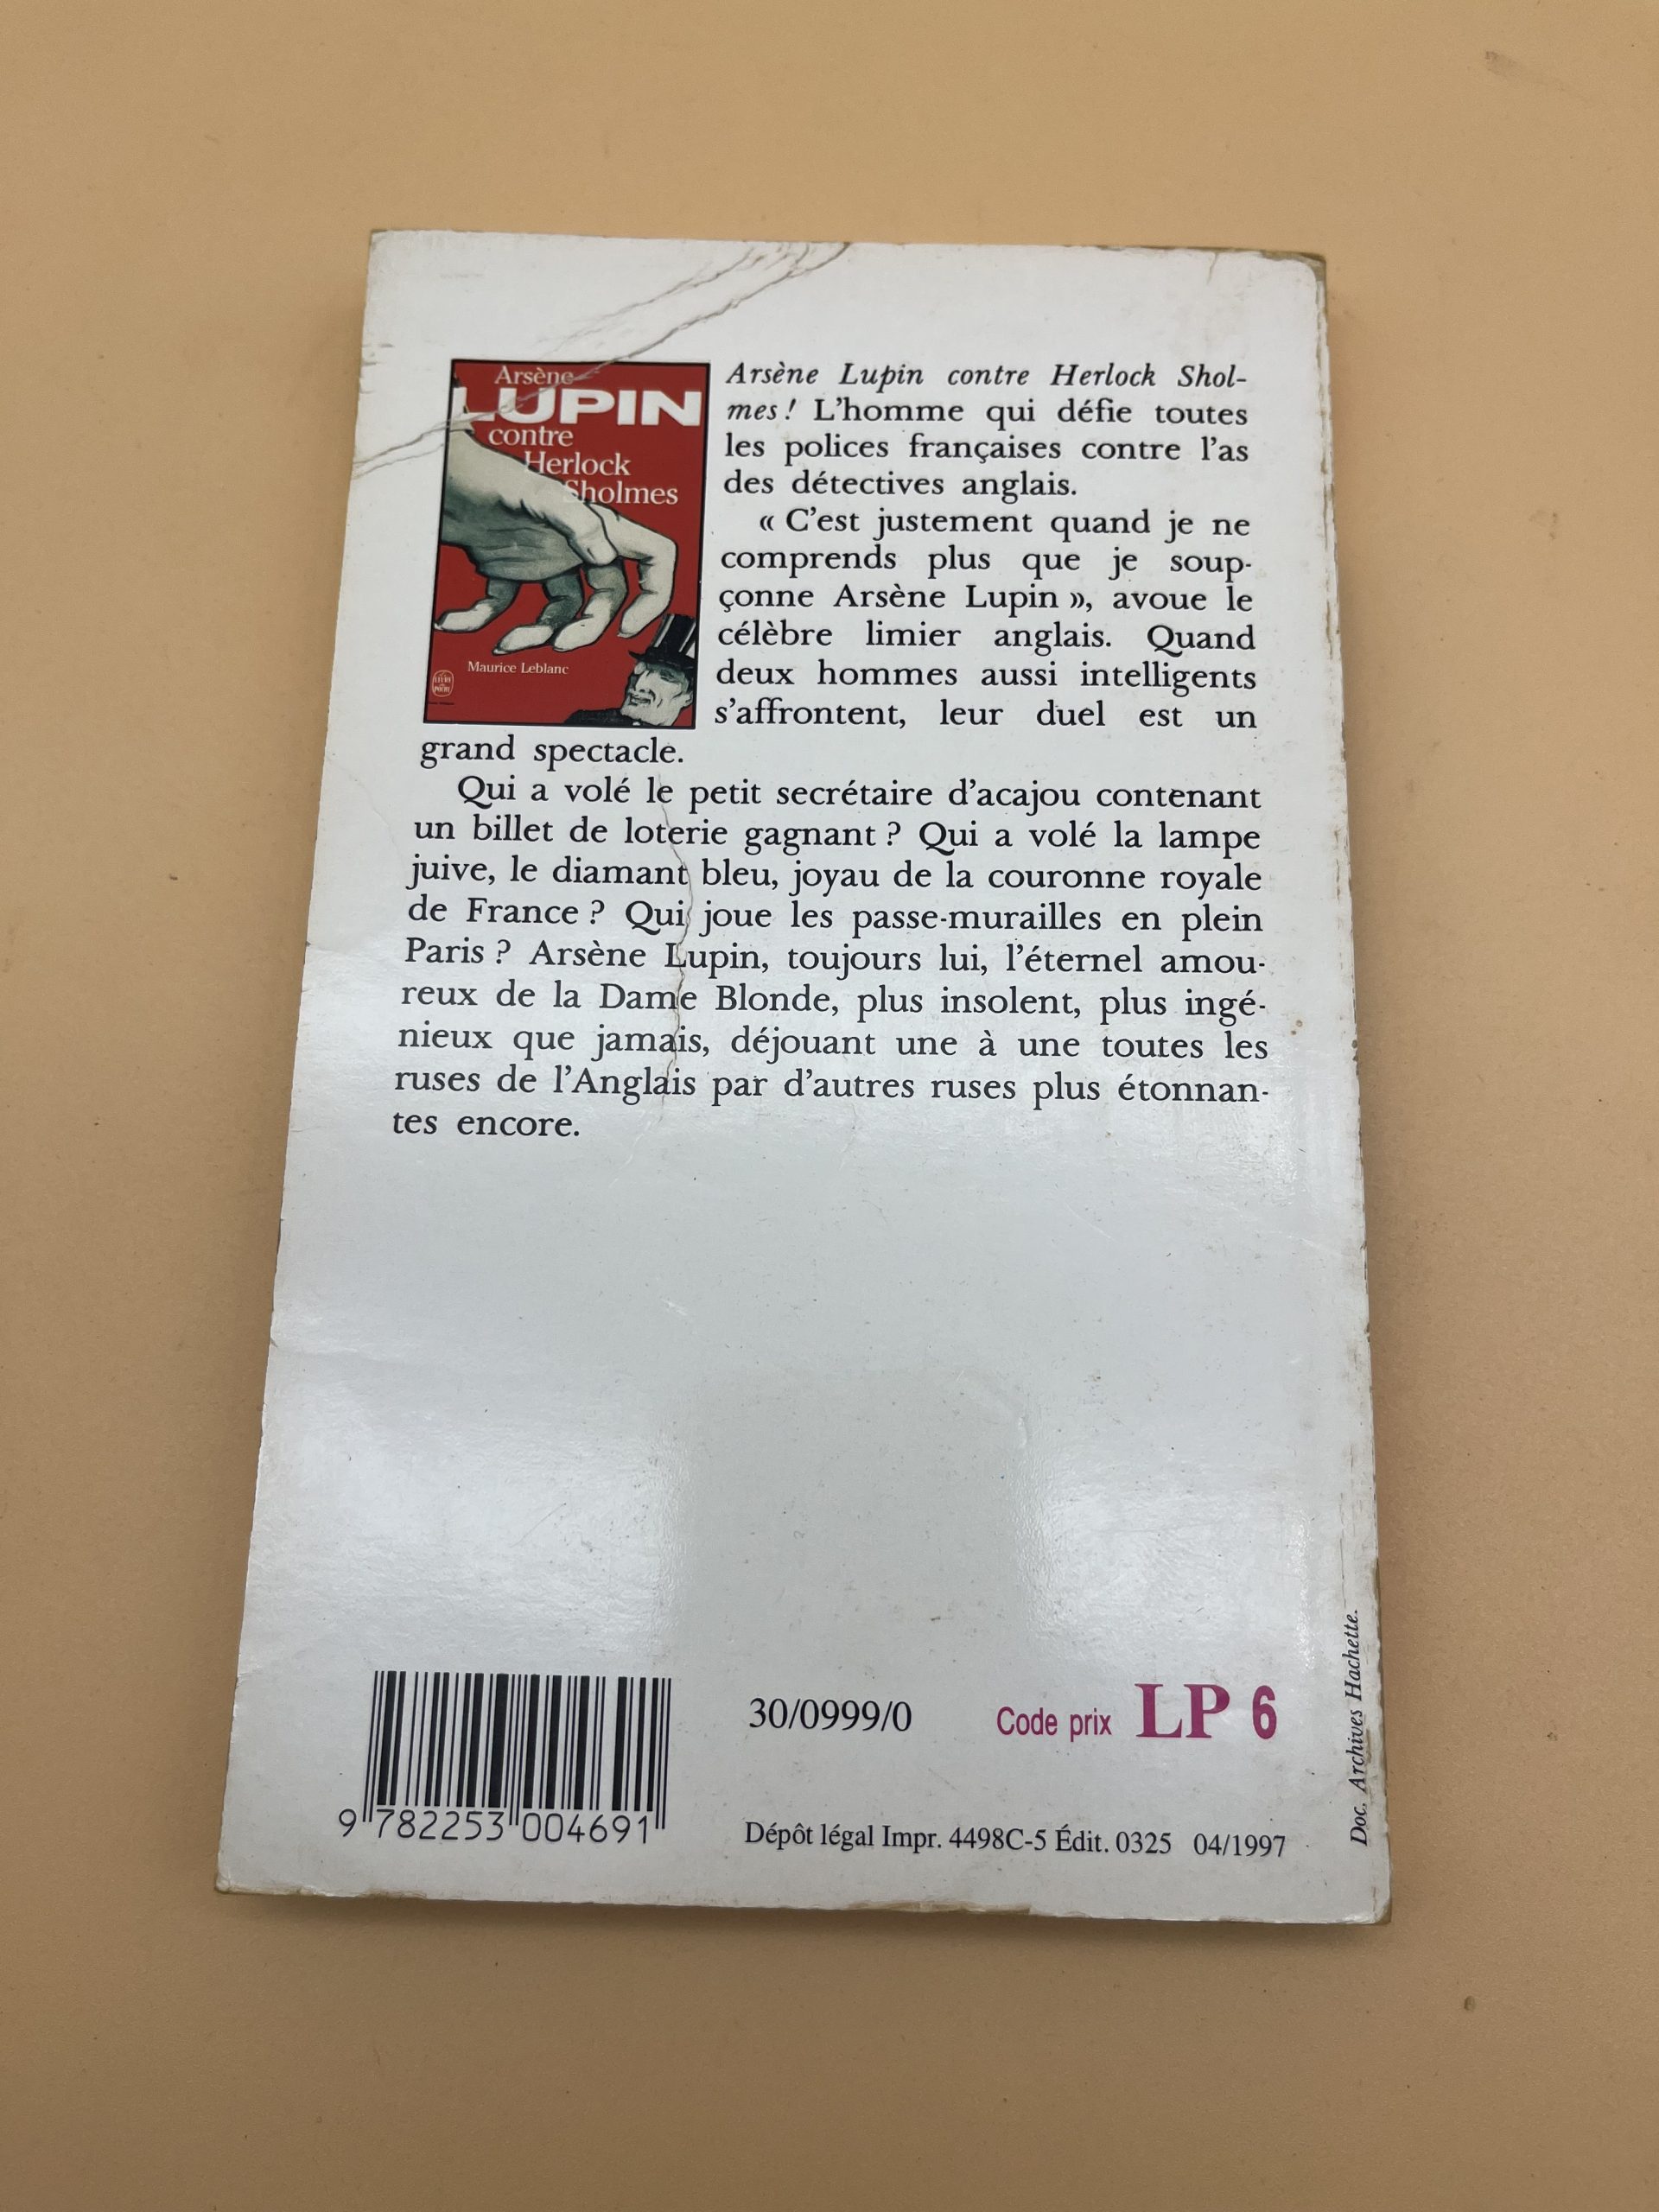 Arsène
LUPIN
contre
Herlock
Sholmes
Maurice Leblanc
Arsène Lupin contre Herlock Shol-
mes ! L'homme qui défie toutes
les polices françaises contre l'as
des détectives anglais.
« C'est justement quand je ne
comprends plus que je soup-
çonne Arsène Lupin », avoue le
célèbre limier anglais. Quand
deux hommes aussi intelligents
s'affrontent, leur duel est un
grand spectacle.
Qui a volé le petit secrétaire d'acajou contenant
un billet de loterie gagnant ? Qui a volé la lampe
juive, le diamant bleu, joyau de la couronne royale
de France ? Qui joue les passe-murailles en plein
Paris ? Arsène Lupin, toujours lui, l'éternel amou-
reux de la Dame Blonde, plus insolent, plus ingé-
nieux que jamais, déjouant une à une toutes les
ruses de l'Anglais par d'autres ruses plus étonnan-
tes encore.
30/0999/0
Code prix LP 6
9 782253 004691
Dépôt légal Impr. 4498C-5 Édit. 0325 04/1997
Doc. Archives Hachette.